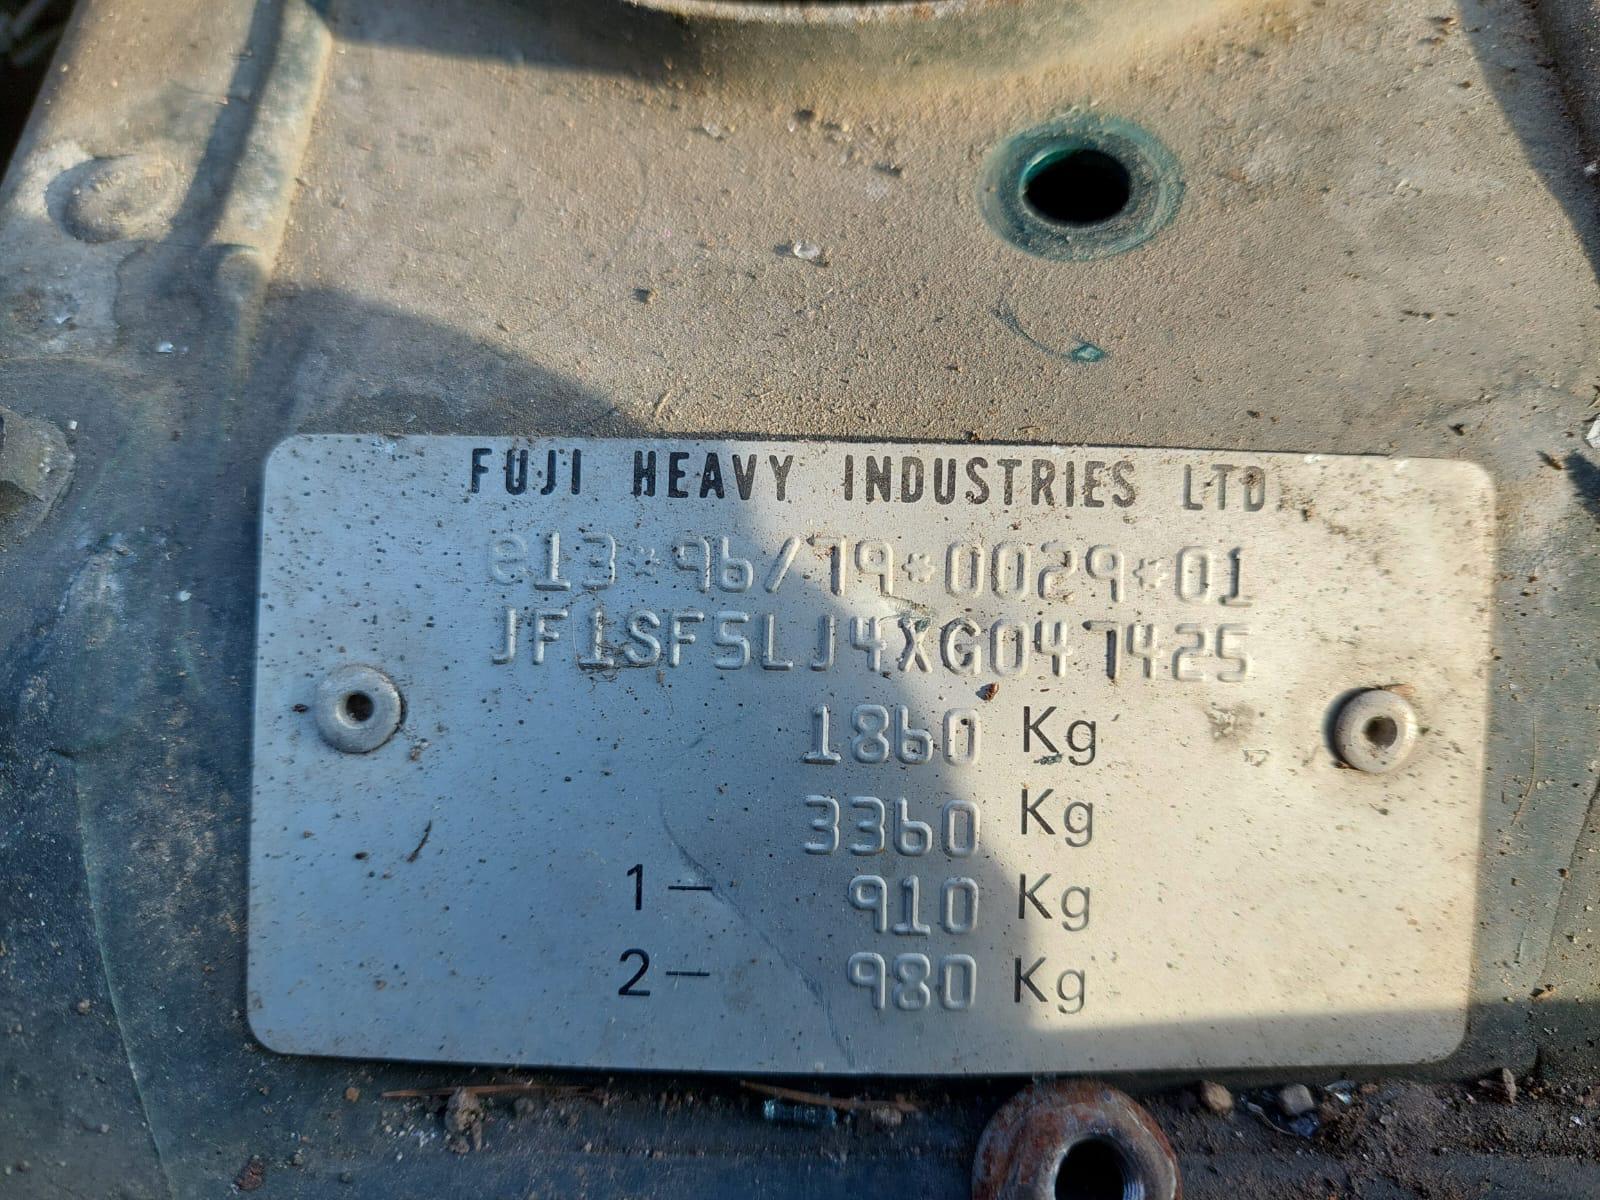 FUJI HEAVY INDUSTRIES LTD.
e13*96/79*0029*01
JF1SF5LJ4XG047425
1860 Kg
3360 Kg
1- 910 Kg
2- 980 Kg